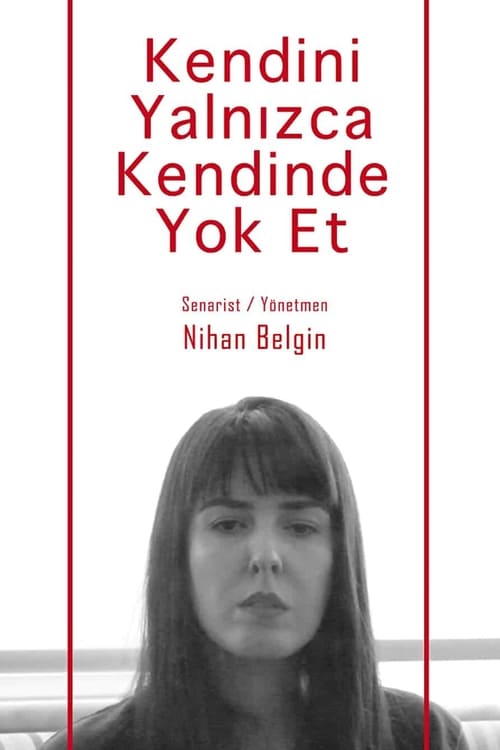 Kendini
Yalnızca
Kendinde
Yok Et
Senarist / Yönetmen
Nihan Belgin